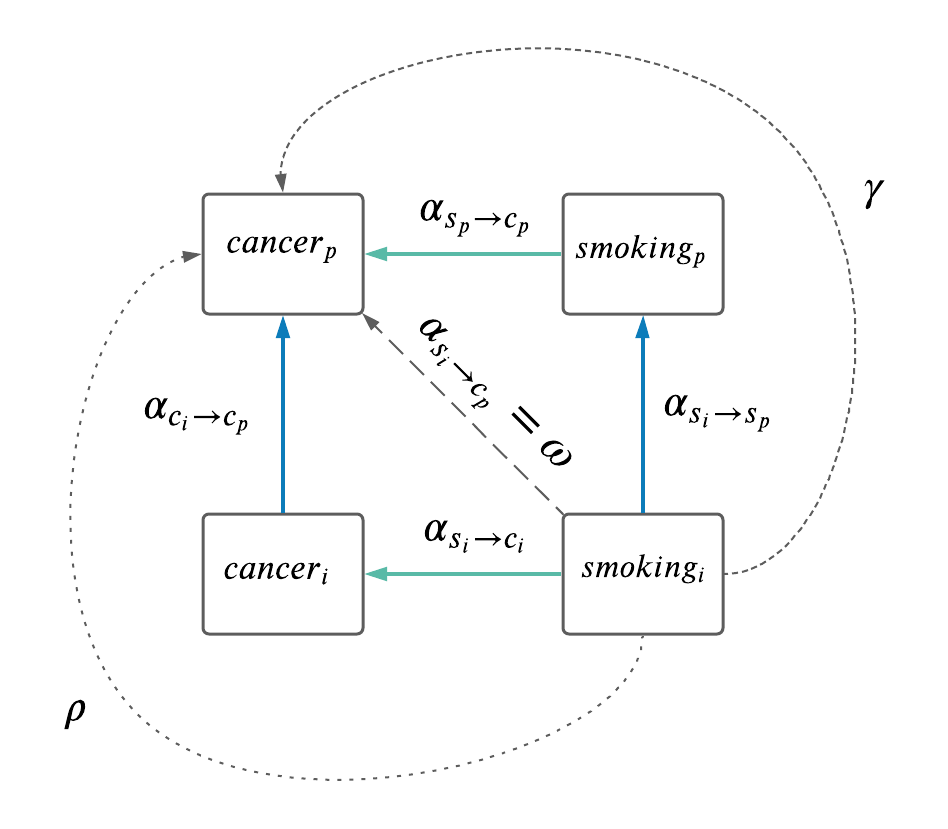 γ
α_{s_p→c_p}
cancer_p
smoking_p
α_{s_i→c_p} = ω
α_{c_i→c_p}
α_{s_i→s_p}
α_{s_i→c_i}
cancer_i
smoking_i
ρ